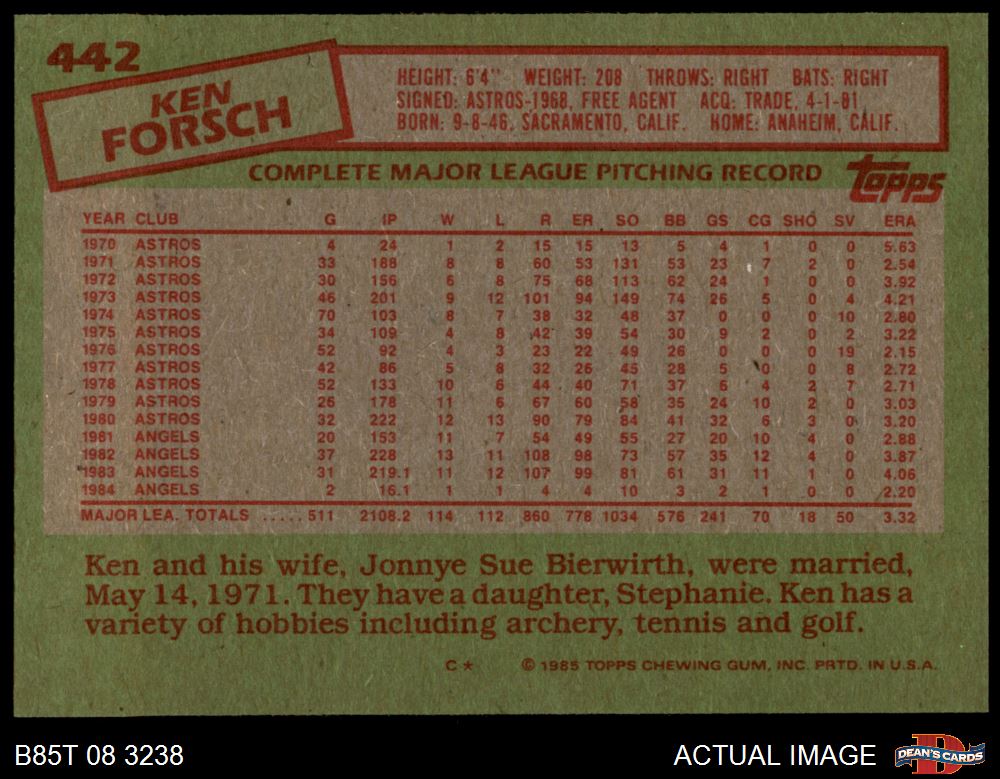 442
KEN
FORSCH
HEIGHT: 6'4" WEIGHT: 208 THROWS: RIGHT BATS: RIGHT
SIGNED: ASTROS-1968, FREE AGENT ACQ: TRADE, 4-1-81
BORN: 9-8-46, SACRAMENTO, CALIF. HOME: ANAHEIM, CALIF.
COMPLETE MAJOR LEAGUE PITCHING RECORD
Topps
YEAR CLUB G IP W L R ER SO BB GS CG SHO SV ERA
1970 ASTROS 4 24 1 2 15 15 13 5 4 1 0 0 5.63
1971 ASTROS 33 188 8 8 60 53 131 53 23 7 2 0 2.54
1972 ASTROS 30 156 6 8 75 68 113 62 24 1 0 0 3.92
1973 ASTROS 46 201 9 12 101 94 149 74 26 5 0 4 4.21
1974 ASTROS 70 103 8 7 38 32 48 37 0 0 0 10 2.80
1975 ASTROS 34 109 4 8 42 39 54 30 9 2 0 2 3.22
1976 ASTROS 52 92 4 3 23 22 49 26 0 0 0 19 2.15
1977 ASTROS 42 86 5 8 32 26 45 28 5 0 0 8 2.72
1978 ASTROS 52 133 10 6 44 40 71 37 6 4 2 7 2.71
1979 ASTROS 26 178 11 6 67 60 58 35 24 10 2 0 3.03
1980 ASTROS 32 222 12 13 90 79 84 41 32 6 3 0 3.20
1981 ANGELS 20 153 11 7 54 49 55 27 20 10 4 0 2.88
1982 ANGELS 37 228 13 11 108 98 73 57 35 12 4 0 3.87
1983 ANGELS 31 219.1 11 12 107 99 81 61 31 11 1 0 4.06
1984 ANGELS 2 16.1 1 1 4 4 10 3 2 1 0 0 2.20
MAJOR LEA. TOTALS ..... 511 2108.2 114 112 860 778 1034 576 241 70 18 50 3.32
Ken and his wife, Jonnye Sue Bierwirth, were married,
May 14, 1971. They have a daughter, Stephanie. Ken has a
variety of hobbies including archery, tennis and golf.
C* © 1985 TOPPS CHEWING GUM, INC. PRTD. IN U.S.A.
B85T 08 3238 ACTUAL IMAGE DEAN'S CARDS